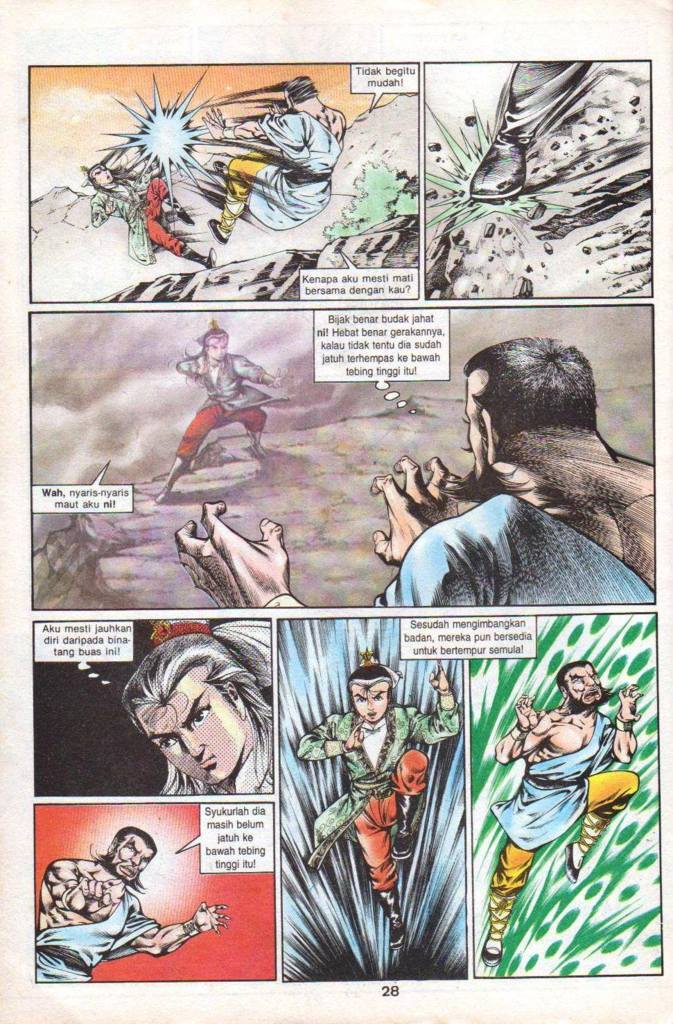 Tidak begitu
mudah!
Kenapa aku mesti mati
bersama dengan kau?
Bijak benar budak jahat
ni! Hebat benar gerakannya,
kalau tidak tentu dia sudah
jatuh terhempas ke bawah
tebing tinggi itu!
Wah, nyaris-nyaris
maut aku ni!
Aku mesti jauhkan
diri daripada bina-
tang buas ini!
Syukurlah dia
masih belum
jatuh ke
bawah tebing
tinggi itu!
Sesudah mengimbangkan
badan, mereka pun bersedia
untuk bertempur semula!
28